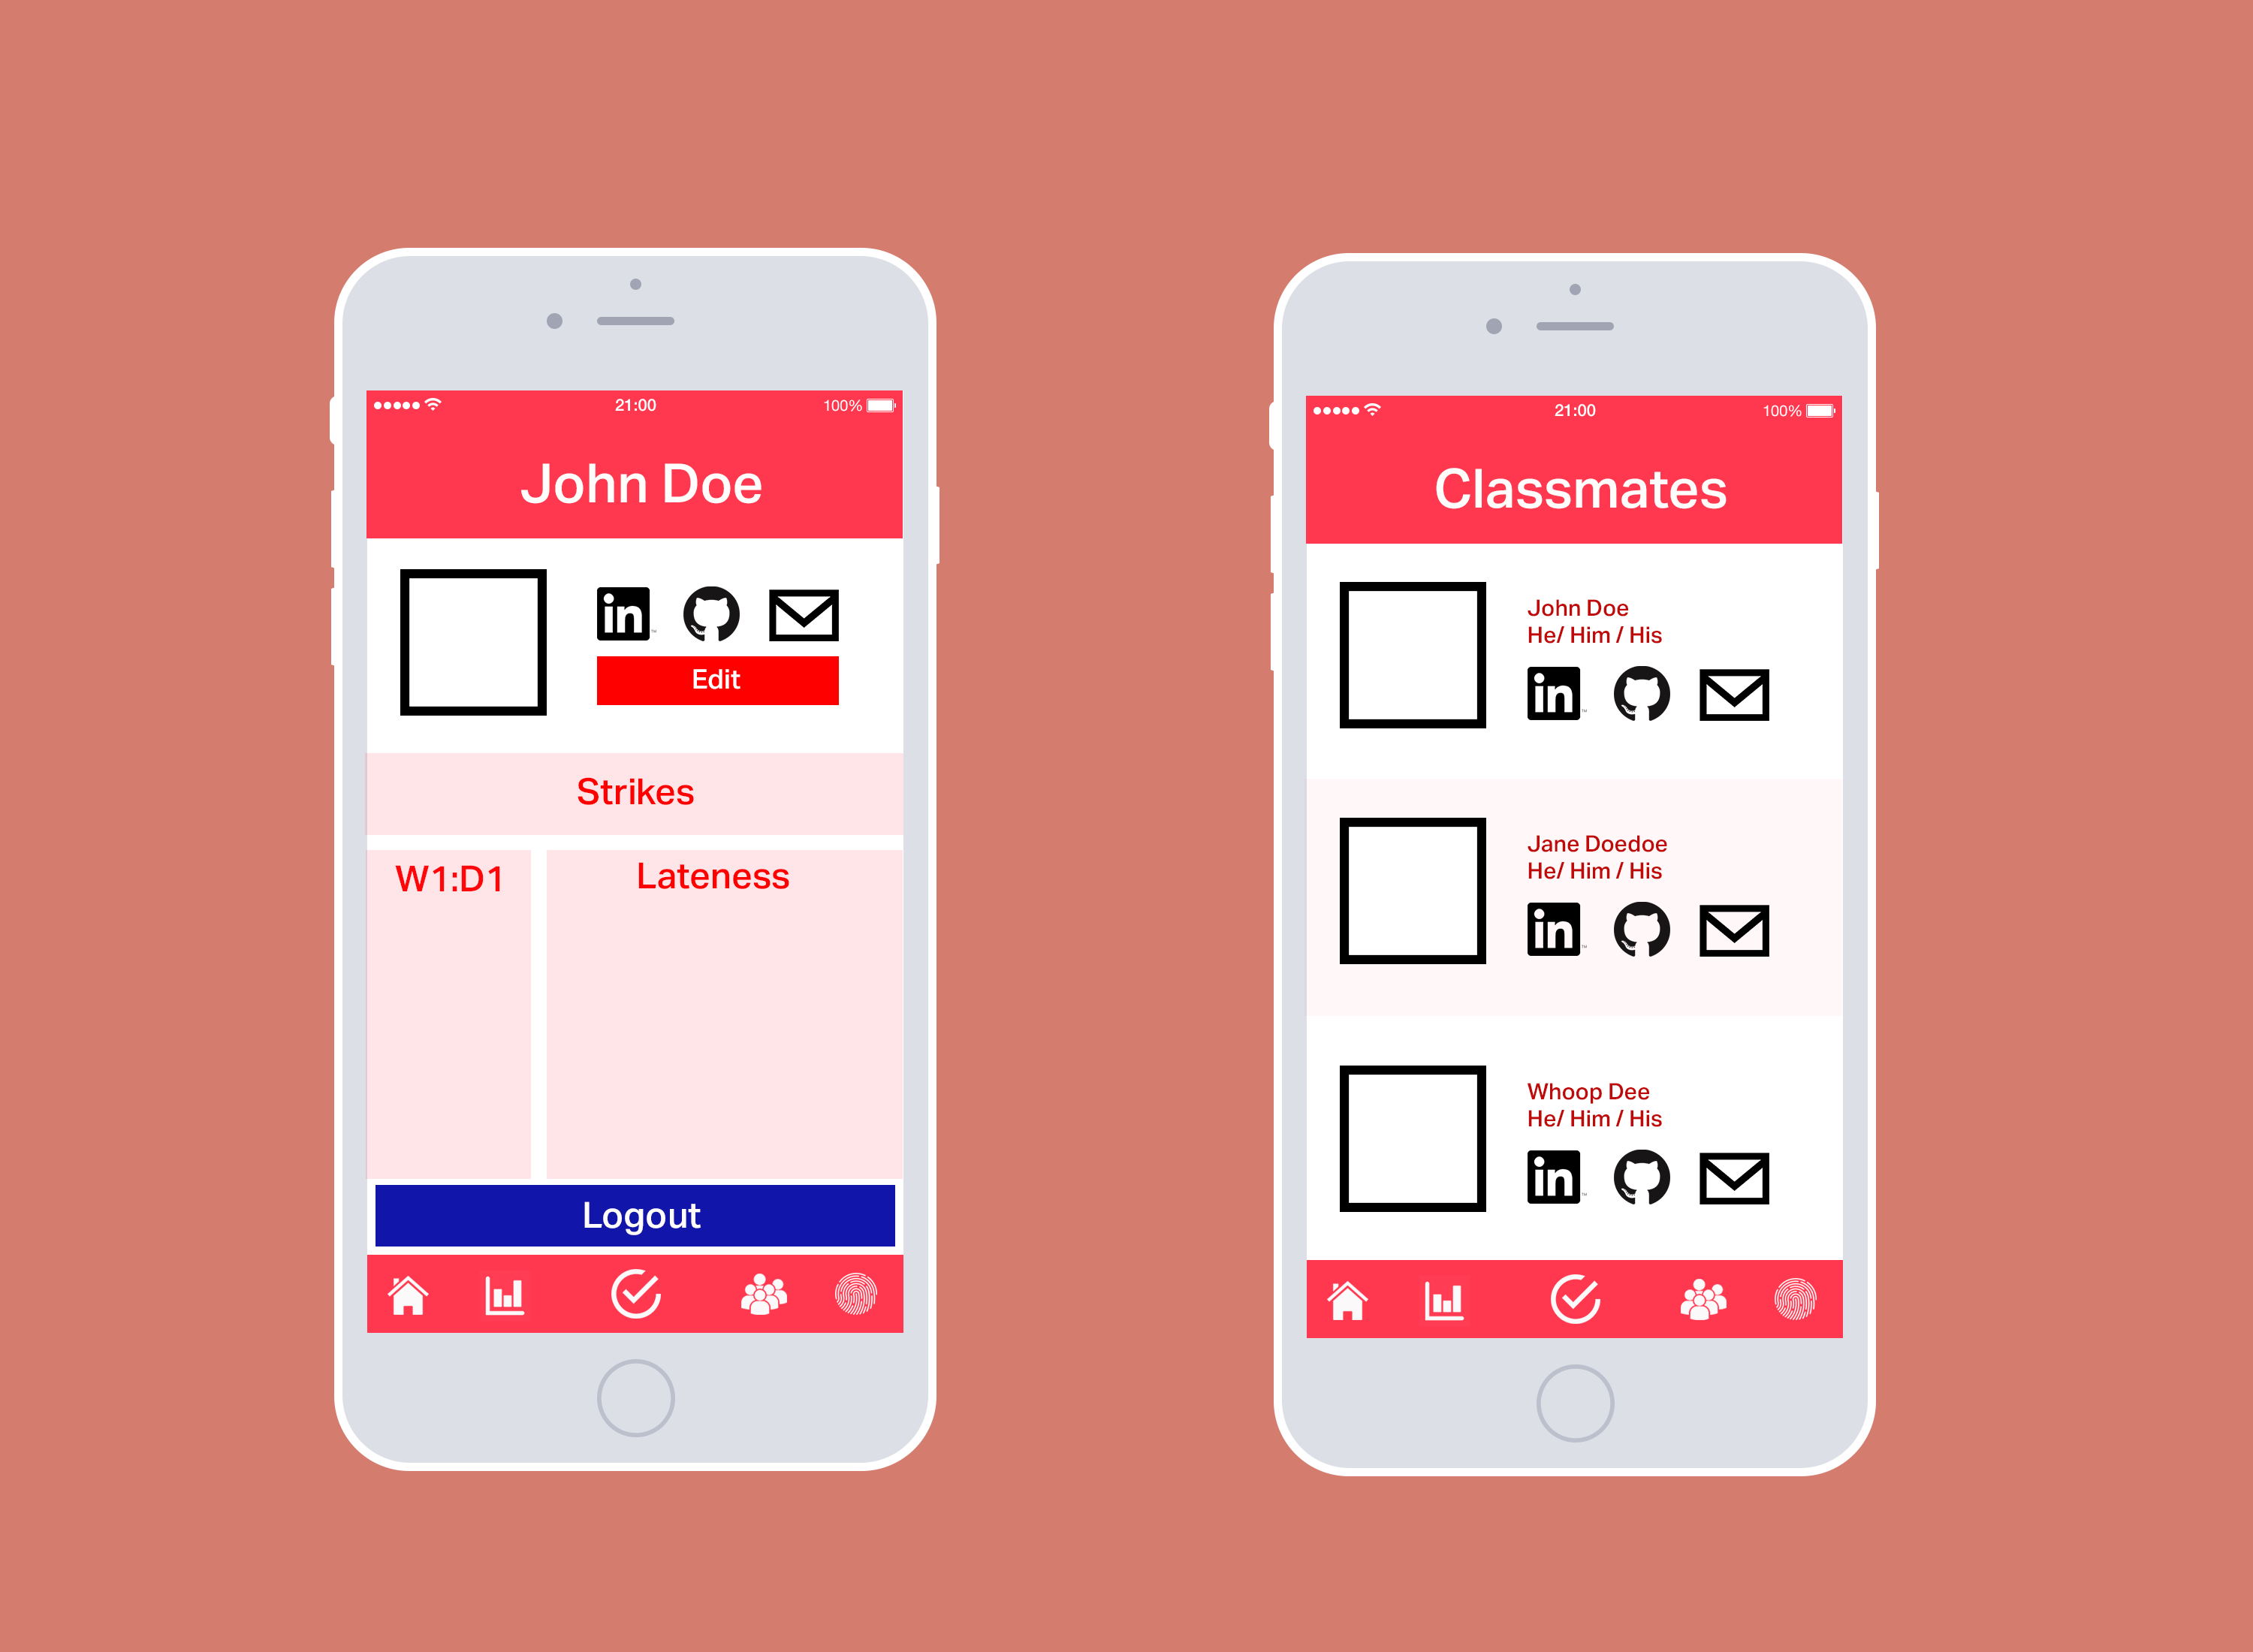 21:00
100%
John Doe
in
Edit
Strikes
W1:D1
Lateness
Logout
21:00
100%
Classmates
John Doe
He/ Him / His
in
Jane Doedoe
He/ Him / His
in
Whoop Dee
He/ Him / His
in